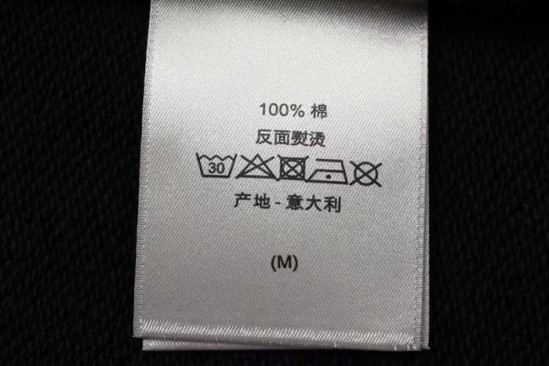 100% 棉
反面熨烫
30
产地 - 意大利
(M)